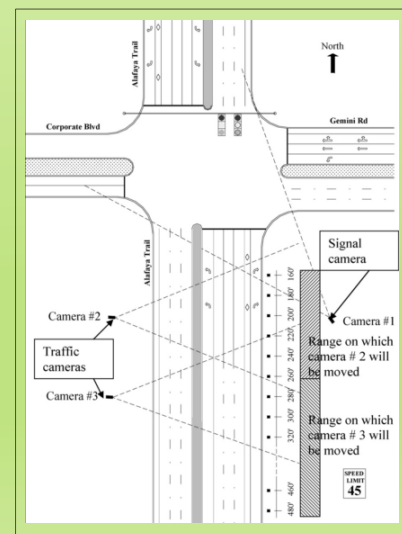 Alafaya Trail
North
Corporate Blvd
Gemini Rd
Alafaya Trail
Signal
camera
160'
180'
200'
220'
240'
260'
280'
300'
320'
460'
480'
Camera #2
Camera #1
Traffic
cameras
Range on which
camera # 2 will
be moved
Camera #3
Range on which
camera # 3 will
be moved
SPEED
LIMIT
45